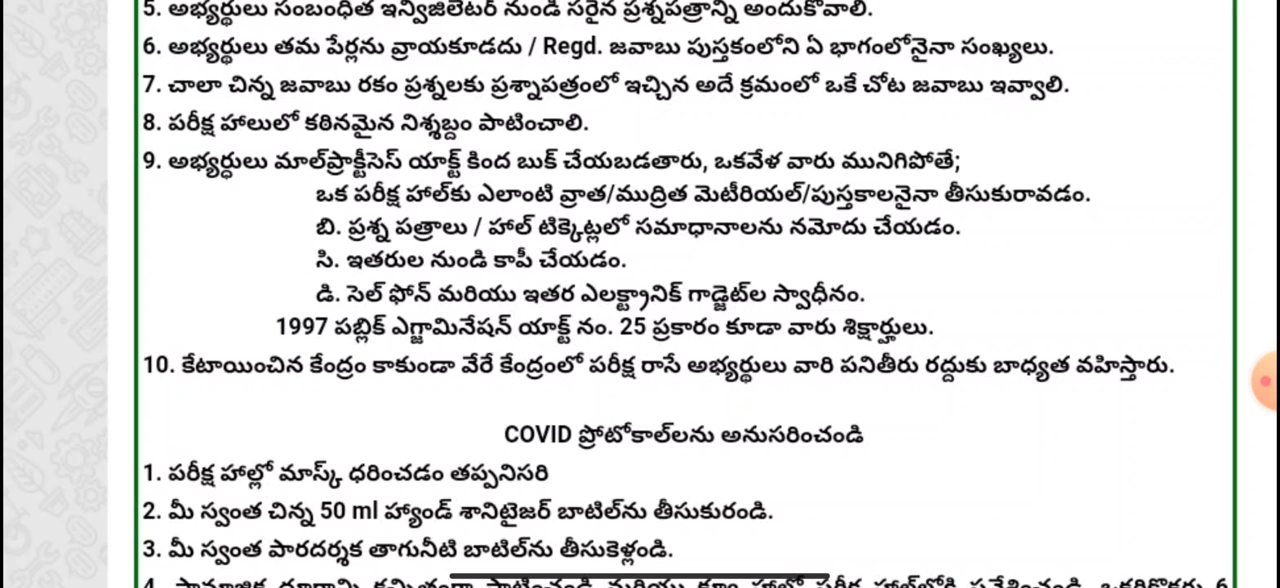 5. అభ్యర్థులు సంబంధిత ఇన్విజిలేటర్ నుండి సరైన ప్రశ్నపత్రాన్ని అందుకోవాలి.
6. అభ్యర్థులు తమ పేర్లను వ్రాయకూడదు / Regd. జవాబు పుస్తకంలోని ఏ భాగంలోనైనా సంఖ్యలు.
7. చాలా చిన్న జవాబు రకం ప్రశ్నలకు ప్రశ్నాపత్రంలో ఇచ్చిన అదే క్రమంలో ఒకే చోట జవాబు ఇవ్వాలి.
8. పరీక్ష హాలులో కఠినమైన నిశ్శబ్దం పాటించాలి.
9. అభ్యర్థులు మాల్‌ప్రాక్టీసెస్ యాక్ట్ కింద బుక్ చేయబడతారు, ఒకవేళ వారు మునిగిపోతే;
ఒక పరీక్ష హాల్‌కు ఎలాంటి వ్రాత/ముద్రిత మెటీరియల్/పుస్తకాలనైనా తీసుకురావడం.
బి. ప్రశ్న పత్రాలు / హాల్ టిక్కెట్లలో సమాధానాలను నమోదు చేయడం.
సి. ఇతరుల నుండి కాపీ చేయడం.
డి. సెల్ ఫోన్ మరియు ఇతర ఎలక్ట్రానిక్ గాడ్జెట్‌ల స్వాధీనం.
1997 పబ్లిక్ ఎగ్జామినేషన్ యాక్ట్ నం. 25 ప్రకారం కూడా వారు శిక్షార్హులు.
10. కేటాయించిన కేంద్రం కాకుండా వేరే కేంద్రంలో పరీక్ష రాసే అభ్యర్థులు వారి పనితీరు రద్దుకు బాధ్యత వహిస్తారు.
COVID ప్రోటోకాల్‌లను అనుసరించండి
1. పరీక్ష హాల్లో మాస్క్ ధరించడం తప్పనిసరి
2. మీ స్వంత చిన్న 50 ml హ్యాండ్ శానిటైజర్ బాటిల్‌ను తీసుకురండి.
3. మీ స్వంత పారదర్శక తాగునీటి బాటిల్‌ను తీసుకెళ్లండి.